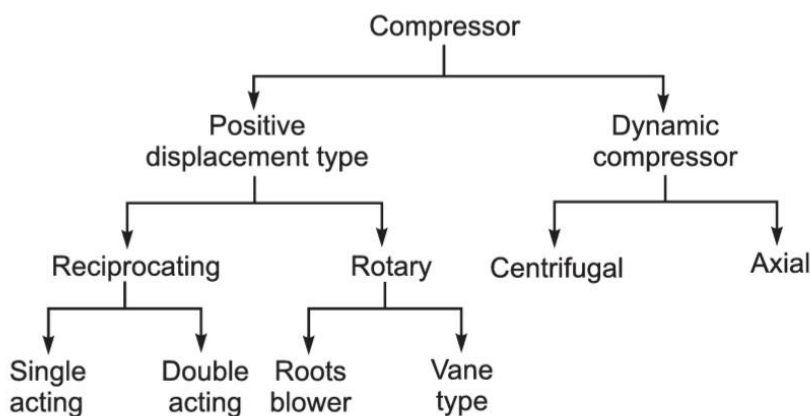 Compressor
Positive
displacement type
Dynamic
compressor
Reciprocating
Rotary
Centrifugal
Axial
Single
acting
Double
acting
Roots
blower
Vane
type